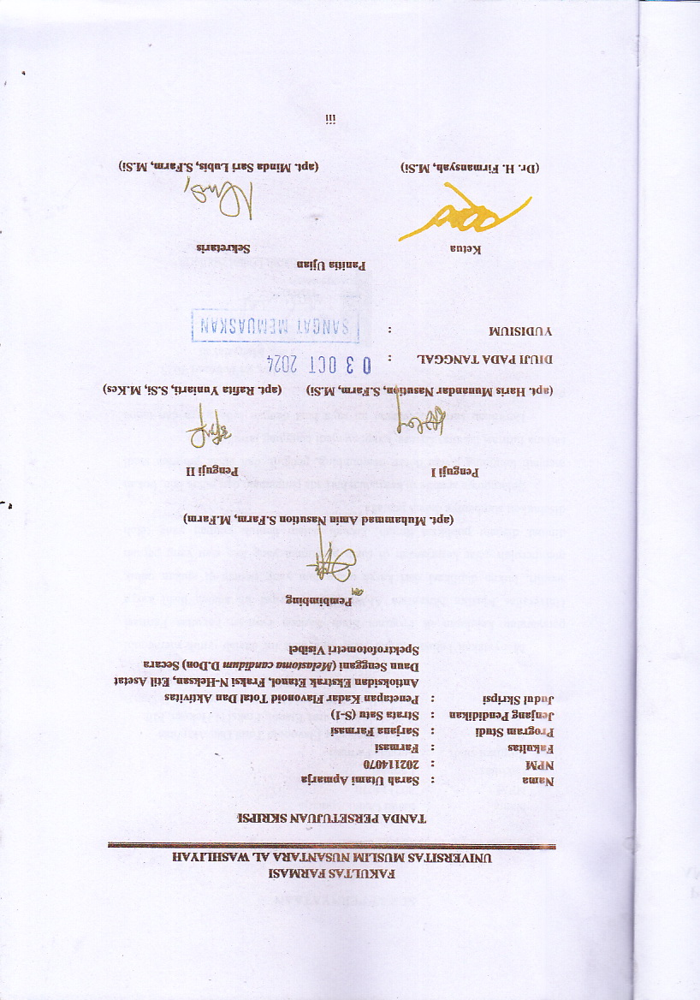 FAKULTAS FARMASI
UNIVERSITAS MUSLIM NUSANTARA AL WASHLIYAH
TANDA PERSETUJUJAN SKRIPSI
Nama : Sarah Utami Apmarja
NPM : 202114070
Fakultas : Farmasi
Program Studi : Sarjana Farmasi
Jenjang Pendidikan : Strata Satu (S-1)
Judul Skripsi : Penetapan Kadar Flavonoid Total Dan Aktivitas
Antioksidan Ekstrak Etanol, Fraksi N-Heksan, Etil Asetat
Daun Senggani (Melastoma candidum D.Don) Secara
Spektrofotometri Visibel
Pembimbing
(apt. Muhammad Amin Nasution S.Farm, M.Farm)
Penguji I Penguji II
(apt. Haris Munandar Nasution, S.Farm, M.Si) (apt. Rafita Yuniarti, S.Si, M.Kes)
DIUJI PADA TANGGAL : 03 OCT 2024
YUDISIUM : SANGAT MEMUASKAN
Panitia Ujian
Ketua Sekretaris
(Dr. H. Firmansyah, M.Si) (apt. Minda Sari Lubis, S.Farm, M.Si)
iii